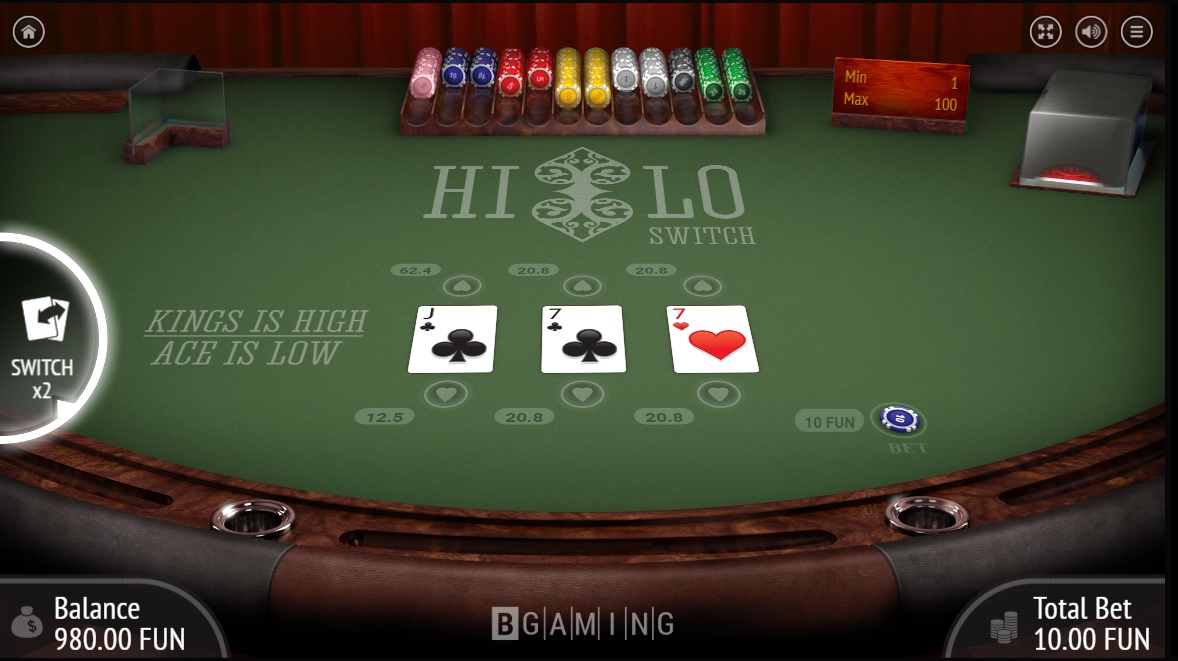 Min 1
Max 100
HI LO
SWITCH
62.4 20.8 20.8
J 7 7
KINGS IS HIGH
ACE IS LOW
SWITCH
x2
12.5 20.8 20.8
10 FUN
10
BET
Balance
980.00 FUN
BGAMING
Total Bet
10.00 FUN